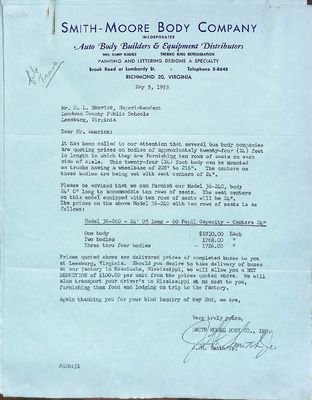 SMITH-MOORE BODY COMPANY
INCORPORATED
Auto Body Builders & Equipment Distributors
HEIL DUMP BODIES THERMO KING REFRIGERATION
PAINTING AND LETTERING DESIGNS A SPECIALTY
Brook Road at Lombardy St. Telephone 5-8648
RICHMOND 20, VIRGINIA
May 5, 1953
Mr. O. L. Emerick, Superintendent
Loudoun County Public Schools
Leesburg, Virginia
Dear Mr. Emerick:
It has been called to our attention that several bus body companies
are quoting prices on bodies of approximately twenty-four (24) feet
in length in which they are furnishing ten rows of seats on each
side of aisle. This twenty-four (24) foot body can be mounted
on trucks having a wheelbase of 208" to 216". The centers on
these bodies are being set with seat centers of 24".
Please be advised that we can furnish our Model 36-24D, body
24' 0" long to accommodate ten rows of seats. The seat centers
on this model equipped with ten rows of seats will be 24".
The prices on the above Model 36-24D with ten rows of seats is as
follows:
Model 36-24D - 24' 0" long - 60 Pupil Capacity - Centers 24"
One body $1810.00 Each
Two bodies 1768.00 "
Three thru four bodies - 1726.00 "
Prices quoted above are delivered prices of completed buses to you
at Leesburg, Virginia. Should you desire to take delivery of buses
at our factory in Kosciusko, Mississippi, we will allow you a NET
DEDUCTION of $100.00 per unit from the prices quoted above. We will
also transport your driver's to Mississippi at no cost to you,
furnishing them food and lodging on trip to the factory.
Again thanking you for your kind inquiry of May 2nd, we are,
Very truly yours,
SMITH MOORE BODY CO., INC.